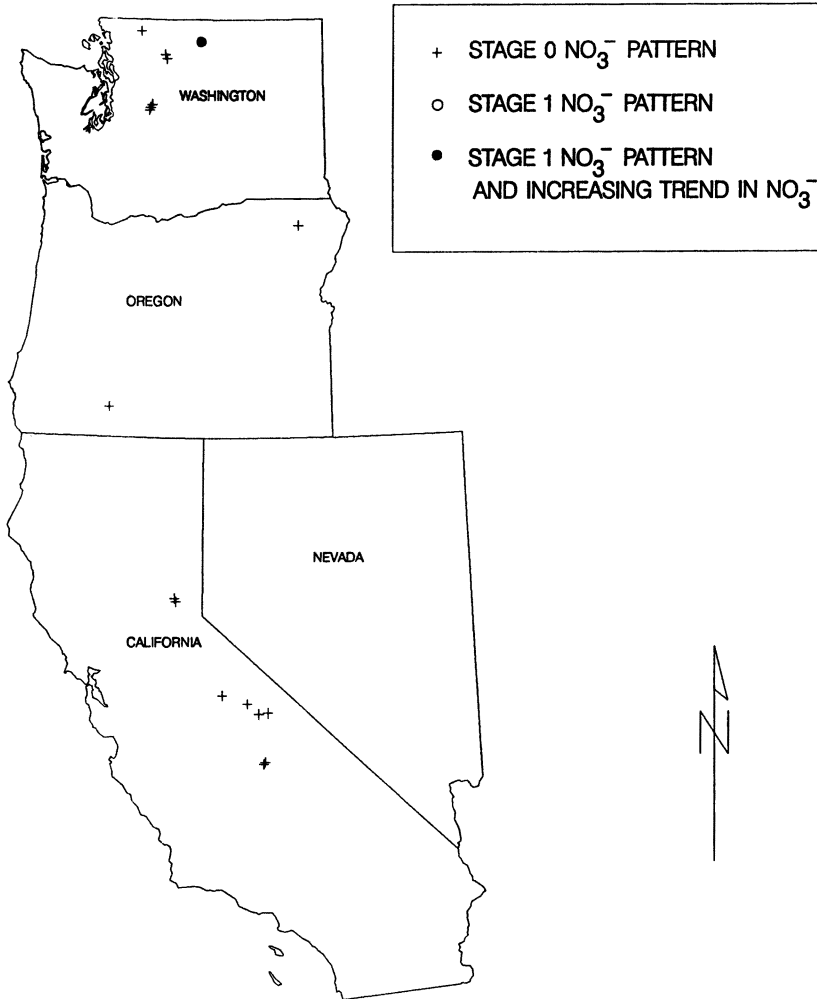 + STAGE 0 NO₃⁻ PATTERN
○ STAGE 1 NO₃⁻ PATTERN
● STAGE 1 NO₃⁻ PATTERN
AND INCREASING TREND IN NO₃⁻
WASHINGTON
OREGON
NEVADA
CALIFORNIA
N